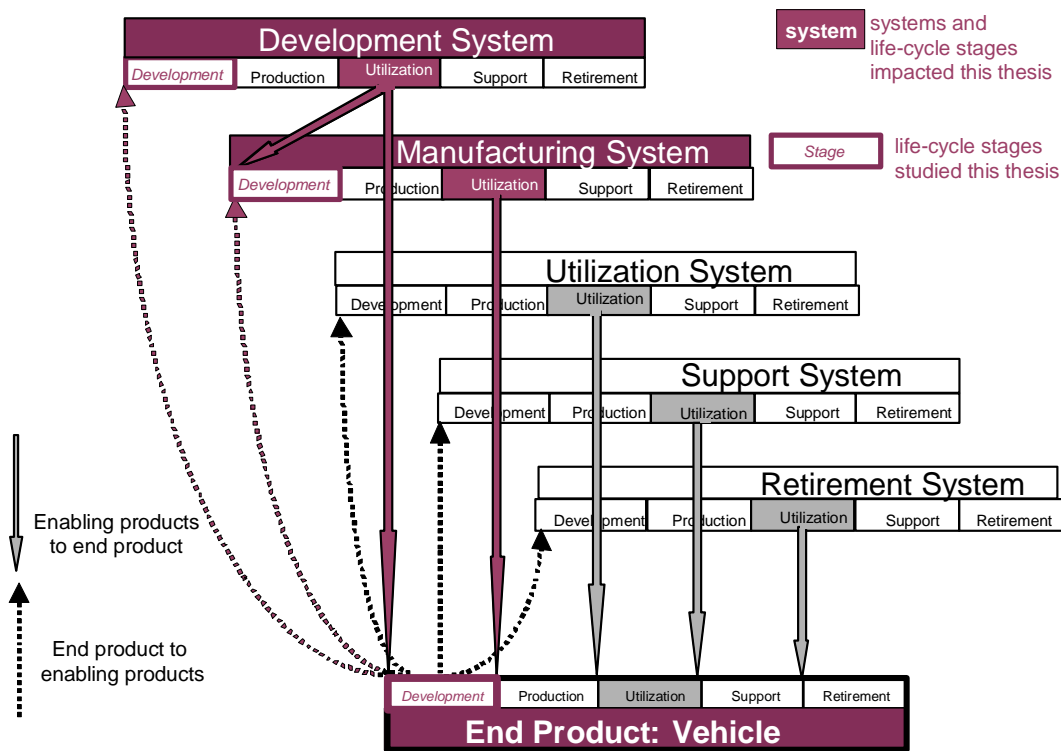 Development System
Development Production Utilization Support Retirement
system
systems and
life-cycle stages
impacted this thesis
Manufacturing System
Development Production Utilization Support Retirement
Stage
life-cycle stages
studied this thesis
Utilization System
Development Production Utilization Support Retirement
Support System
Development Production Utilization Support Retirement
Retirement System
Development Production Utilization Support Retirement
Enabling products
to end product
End product to
enabling products
Development Production Utilization Support Retirement
End Product: Vehicle